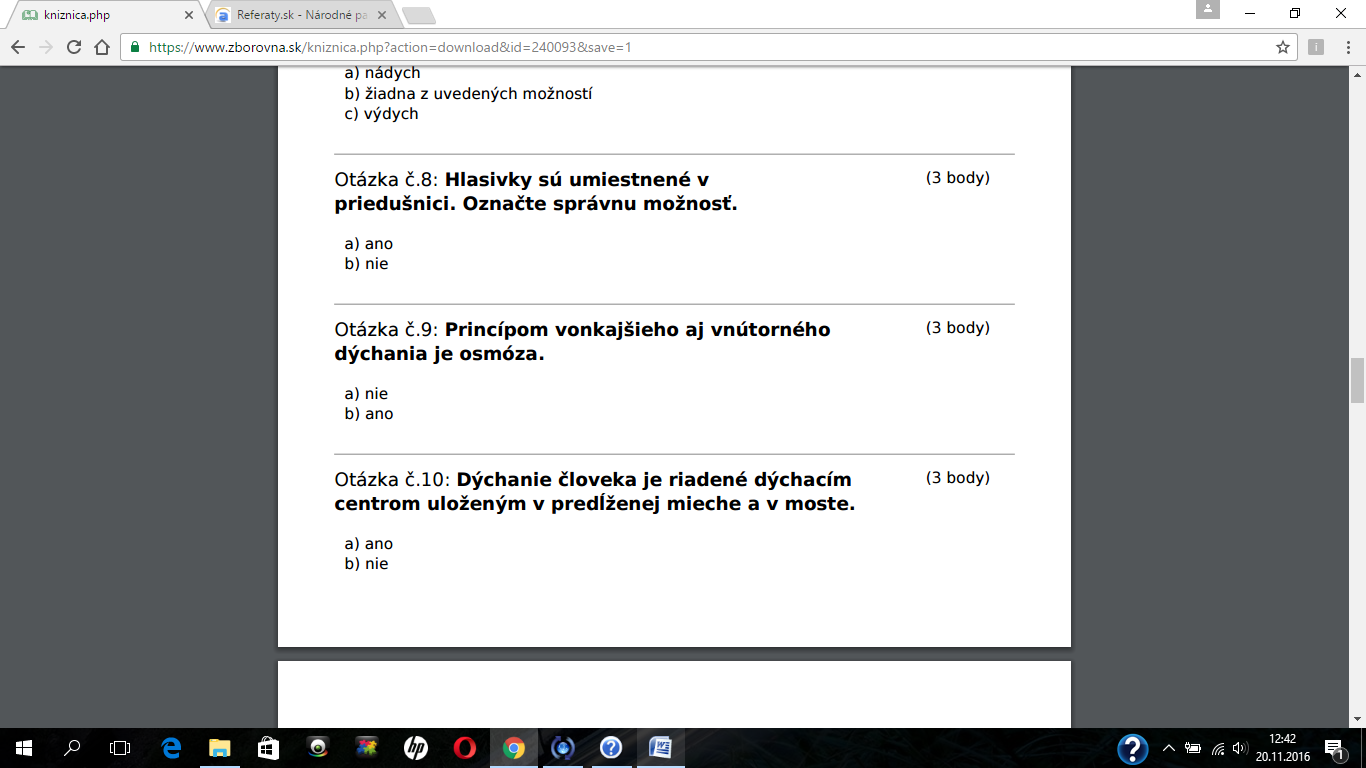 kniznica.php
Referaty.sk - Národné pa
https://www.zborovna.sk/kniznica.php?action=download&id=240093&save=1
a) nádych
b) žiadna z uvedených možností
c) výdych
Otázka č.8: Hlasivky sú umiestnené v (3 body)
priedušnici. Označte správnu možnosť.
a) ano
b) nie
Otázka č.9: Princípom vonkajšieho aj vnútorného (3 body)
dýchania je osmóza.
a) nie
b) ano
Otázka č.10: Dýchanie človeka je riadené dýchacím (3 body)
centrom uloženým v predĺženej mieche a v moste.
a) ano
b) nie
12:42
20.11.2016
1